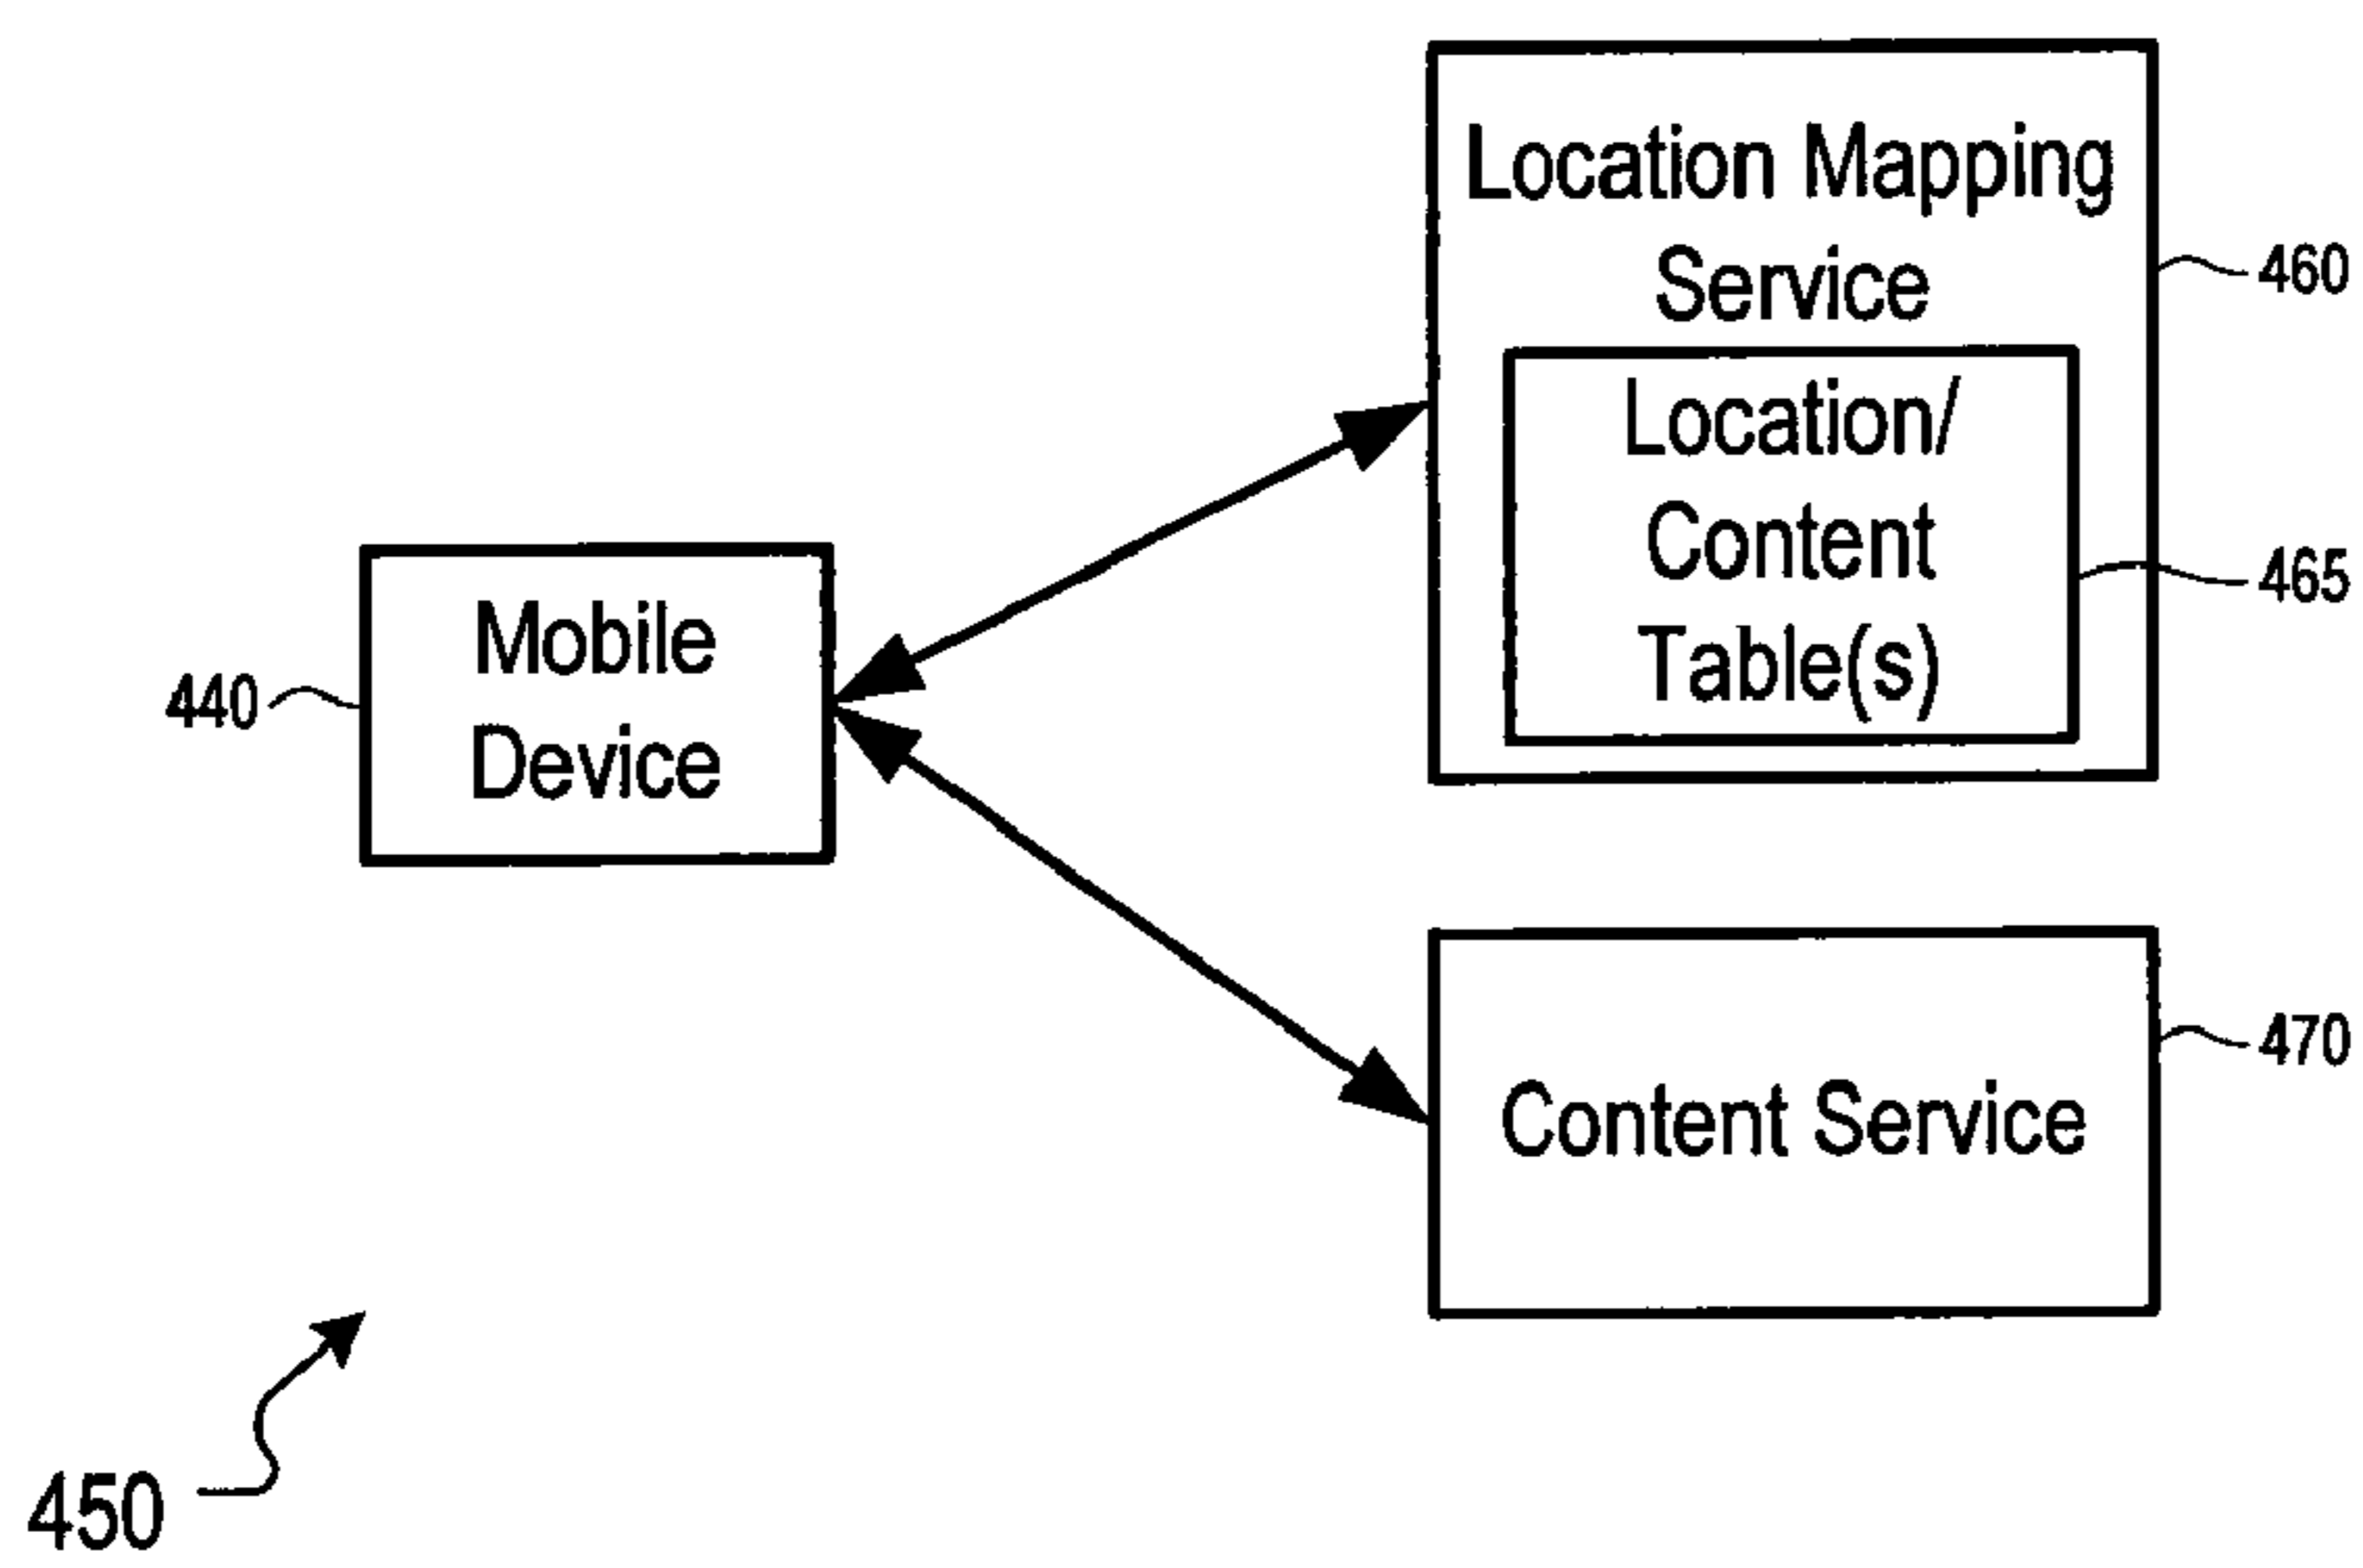 Location Mapping
Service
460
Location/
Content
465
Table(s)
Mobile
Device
440
Content Service
470
450